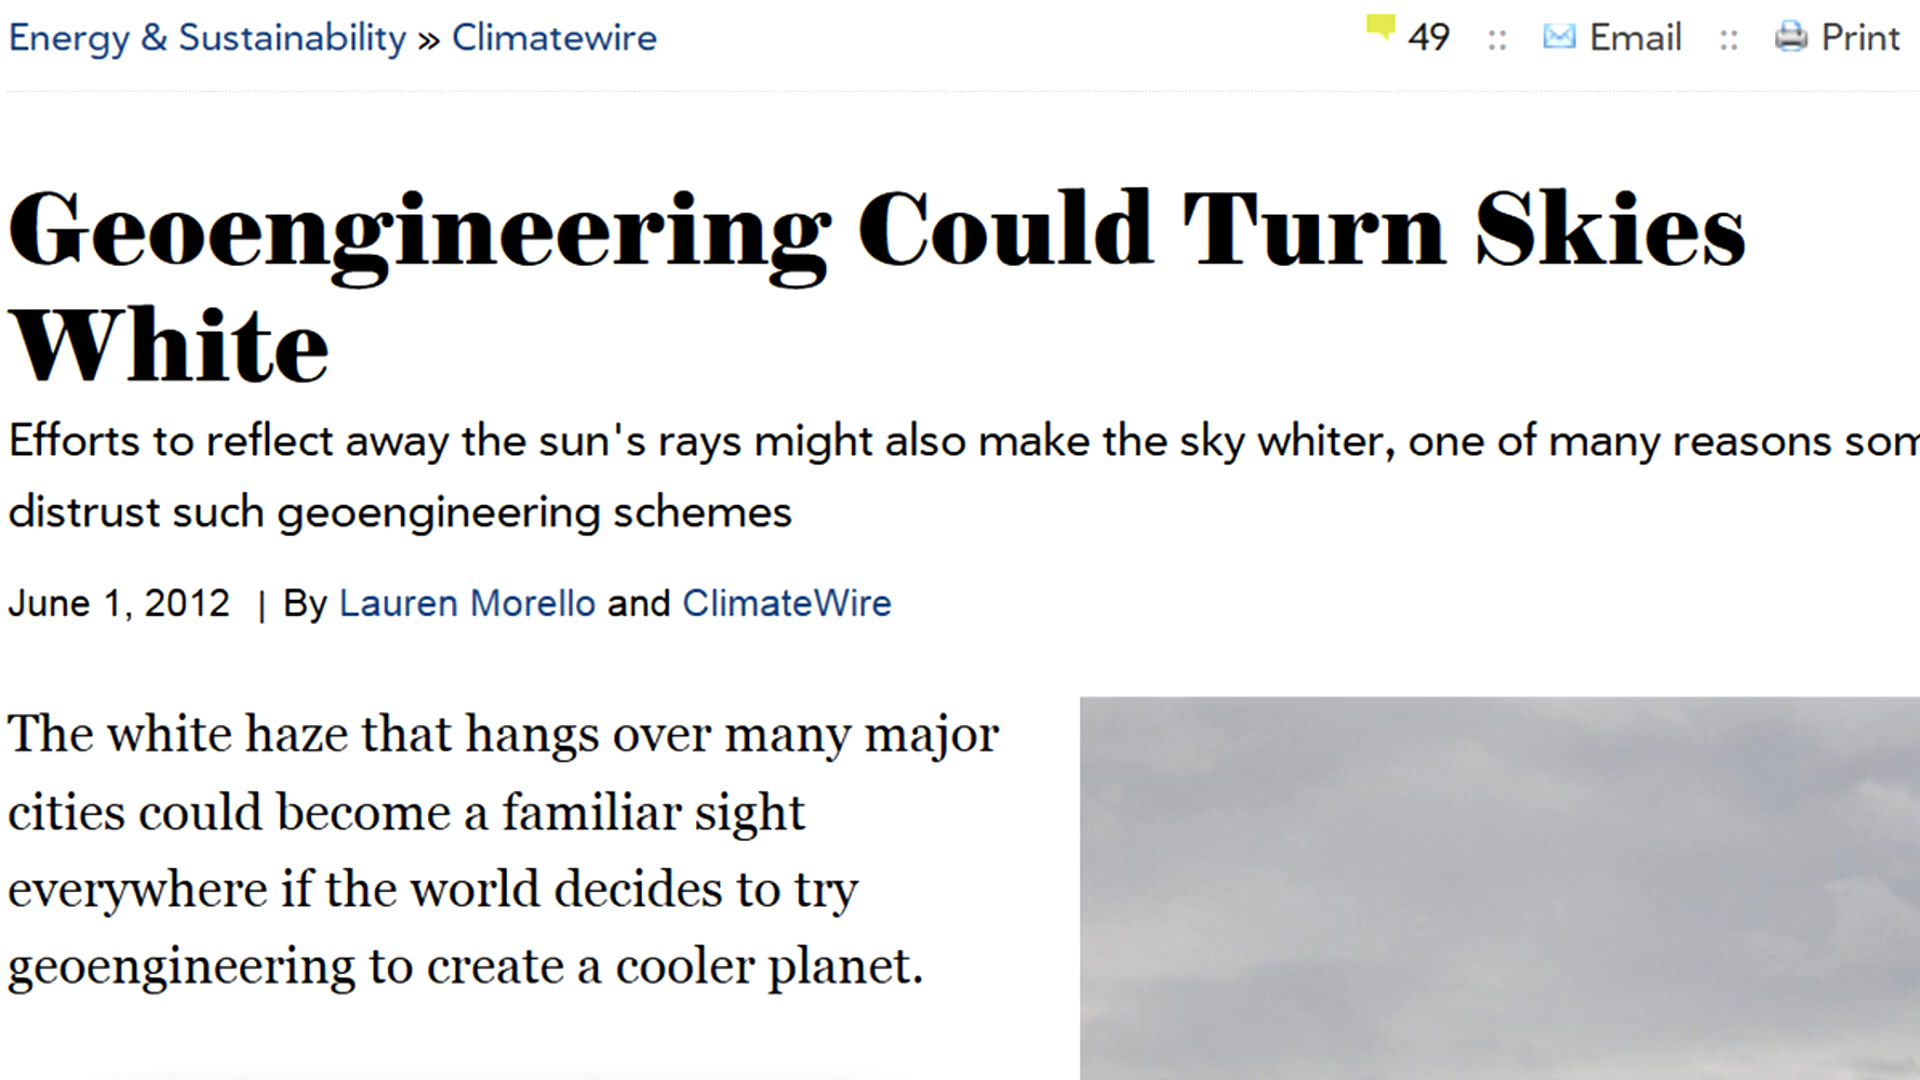 Energy & Sustainability » Climatewire
49 :: Email :: Print
Geoengineering Could Turn Skies
White
Efforts to reflect away the sun's rays might also make the sky whiter, one of many reasons
distrust such geoengineering schemes
June 1, 2012 | By Lauren Morello and ClimateWire
The white haze that hangs over many major
cities could become a familiar sight
everywhere if the world decides to try
geoengineering to create a cooler planet.